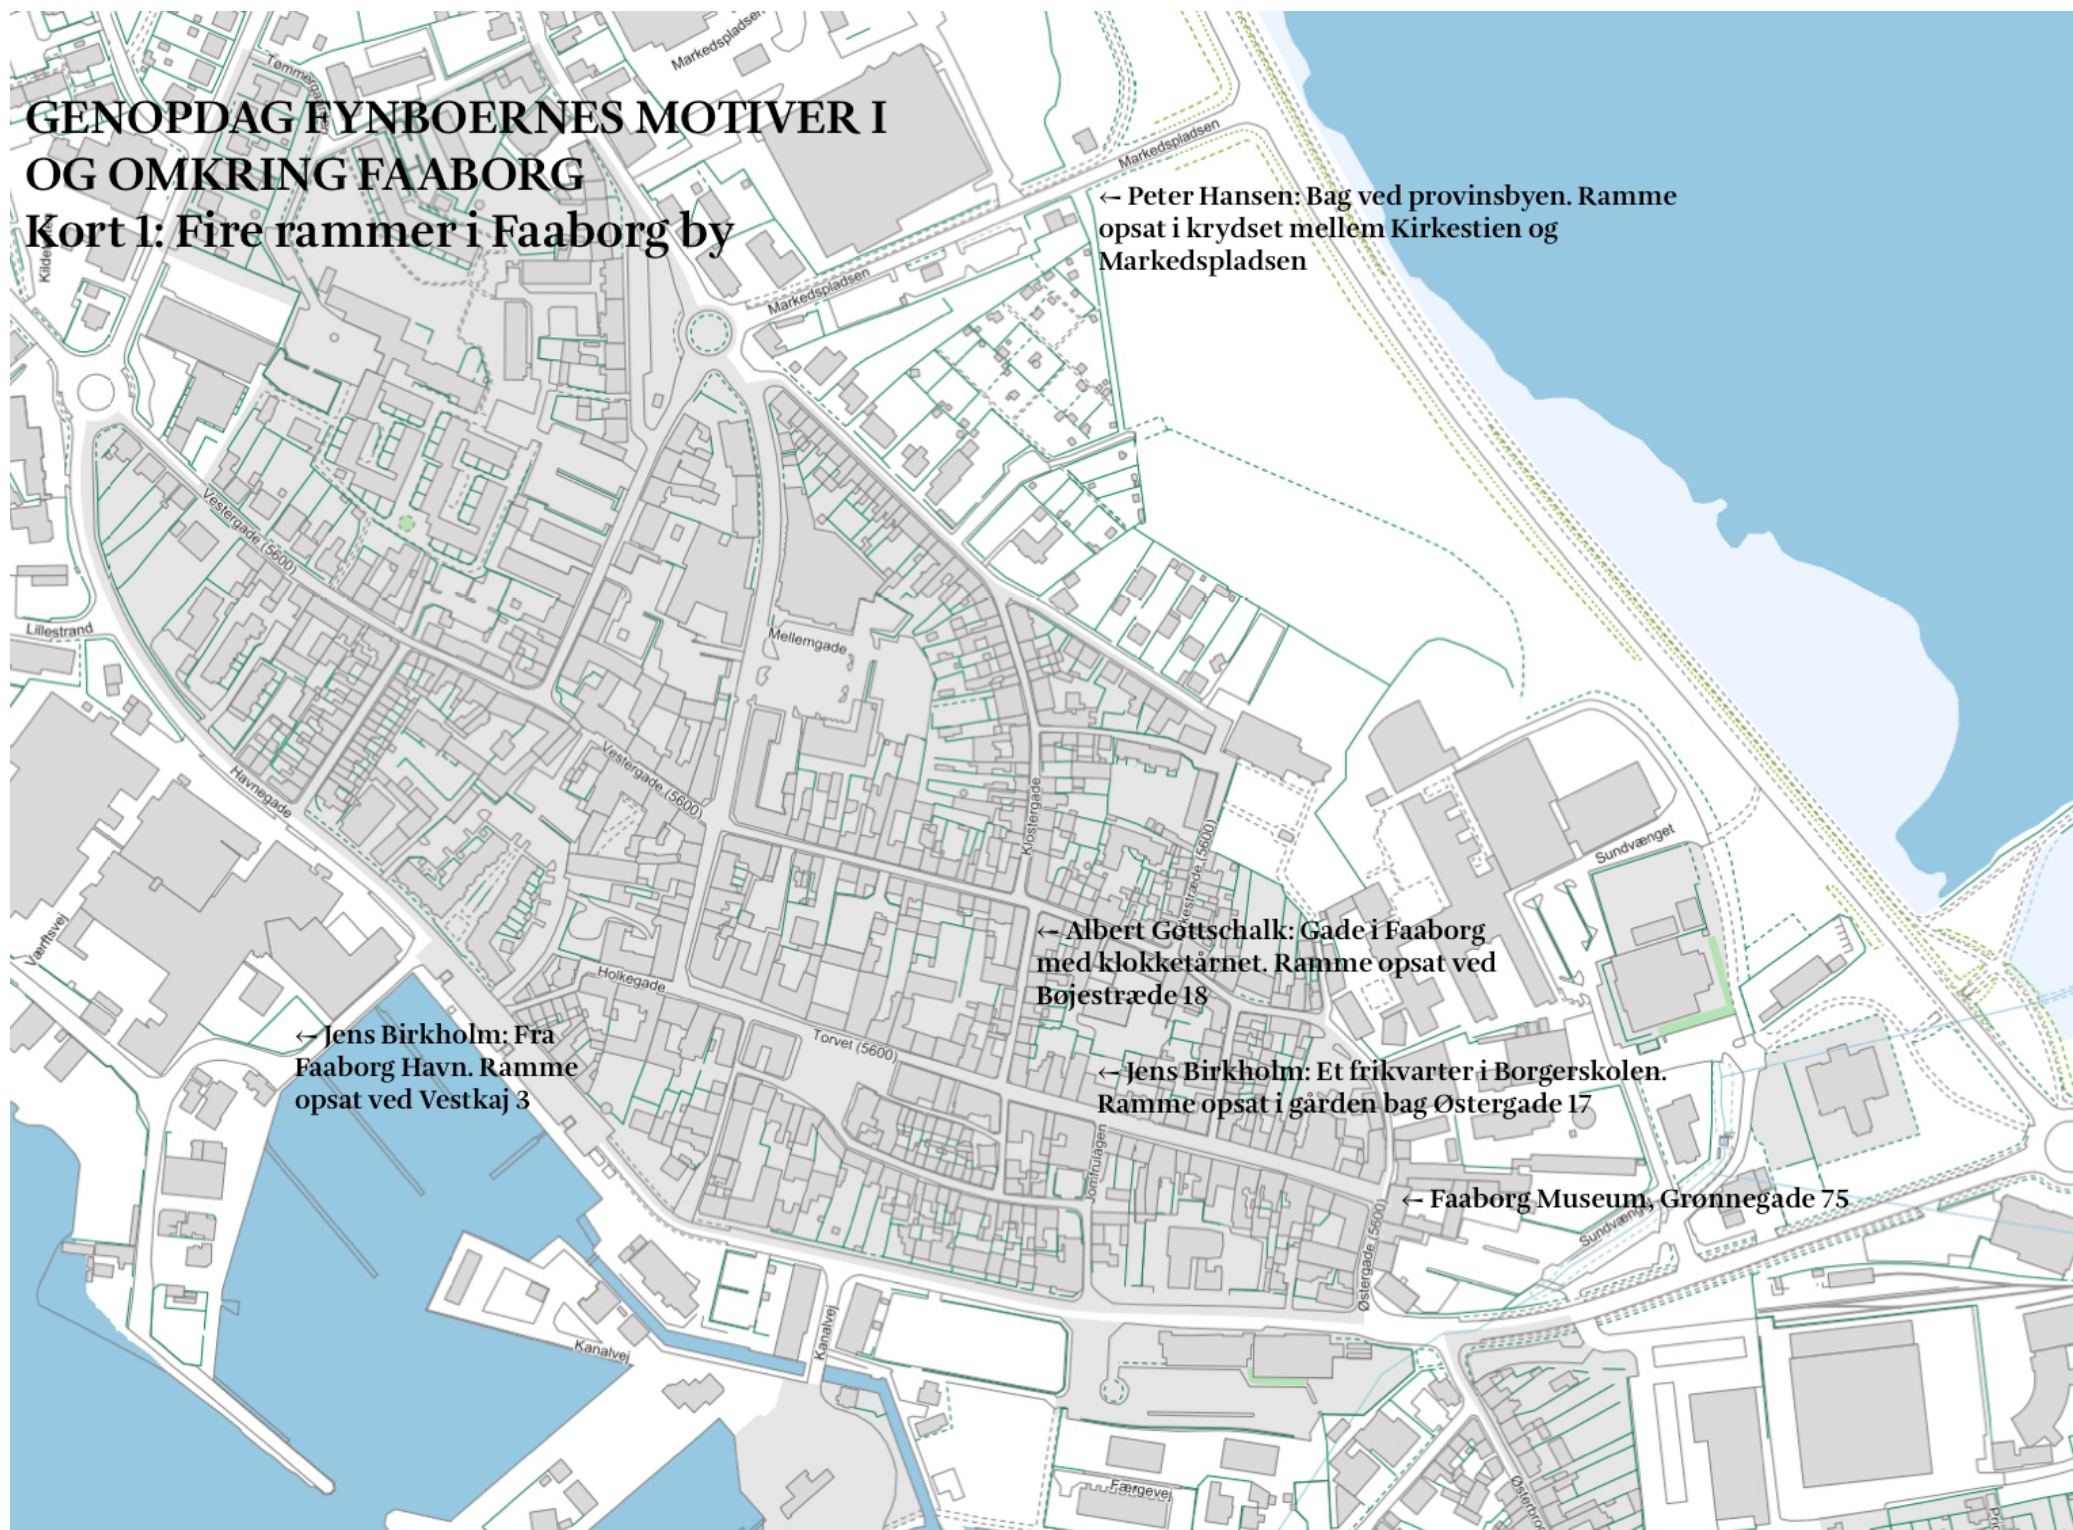 Markedspladsen
GENOPDAG FYNBOERNES MOTIVER I
OG OMKRING FAABORG
Kort 1: Fire rammer i Faaborg by
Markedspladsen
← Peter Hansen: Bag ved provinsbyen. Ramme
opsat i krydset mellem Kirkestien og
Markedspladsen
Markedspladsen
Vestergade (5600)
Lillestrand
Mellemgade
Vestergade (5600)
Havnegade
Klostergade
Sundvænget
Værftsvej
← Albert Gottschalk: Gade i Faaborg
med klokketårnet. Ramme opsat ved
Bøjestræde 18
Holkegade
Torvet (5600)
← Jens Birkholm: Fra
Faaborg Havn. Ramme
opsat ved Vestkaj 3
← Jens Birkholm: Et frikvarter i Borgerskolen.
Ramme opsat i gården bag Østergade 17
Jomfrulågen
← Faaborg Museum, Grønnegade 75
Sundvænget
Østergade (5600)
Kanalvej
Kanalvej
Færgevej